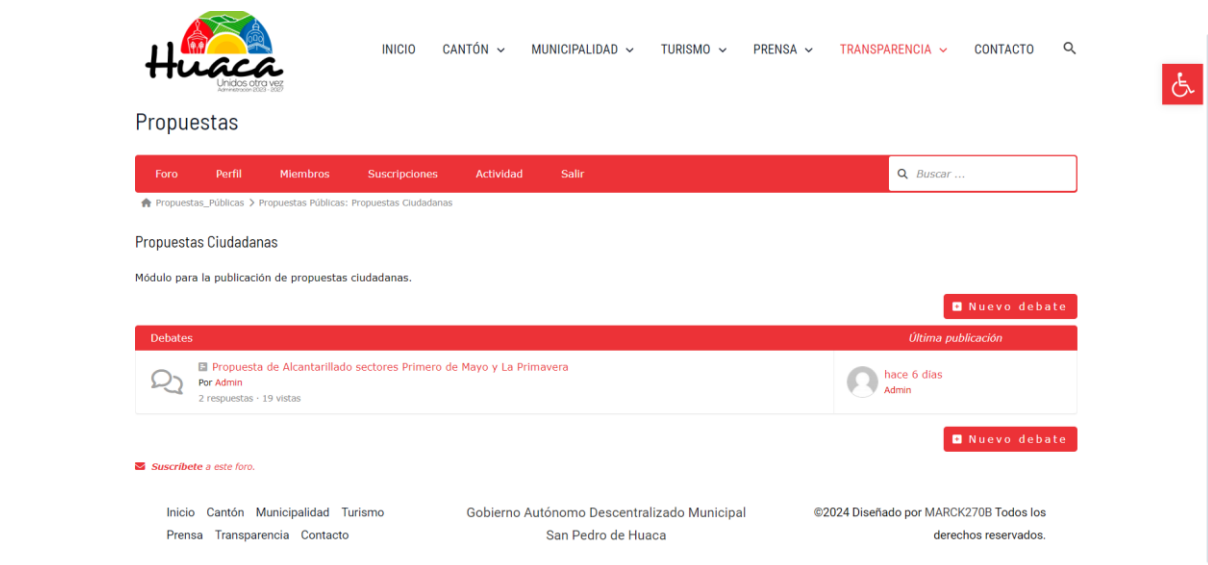 Huaca
Unidos otra vez
Administración 2023 - 2027
INICIO CANTÓN MUNICIPALIDAD TURISMO PRENSA TRANSPARENCIA CONTACTO
Propuestas
Foro Perfil Miembros Suscripciones Actividad Salir Buscar ...
Propuestas_Públicas > Propuestas Públicas: Propuestas Ciudadanas
Propuestas Ciudadanas
Módulo para la publicación de propuestas ciudadanas.
Nuevo debate
Debates Última publicación
Propuesta de Alcantarillado sectores Primero de Mayo y La Primavera
Por Admin
2 respuestas · 19 vistas
hace 6 días
Admin
Nuevo debate
Suscríbete a este foro.
Inicio Cantón Municipalidad Turismo
Prensa Transparencia Contacto
Gobierno Autónomo Descentralizado Municipal
San Pedro de Huaca
©2024 Diseñado por MARCK270B Todos los
derechos reservados.